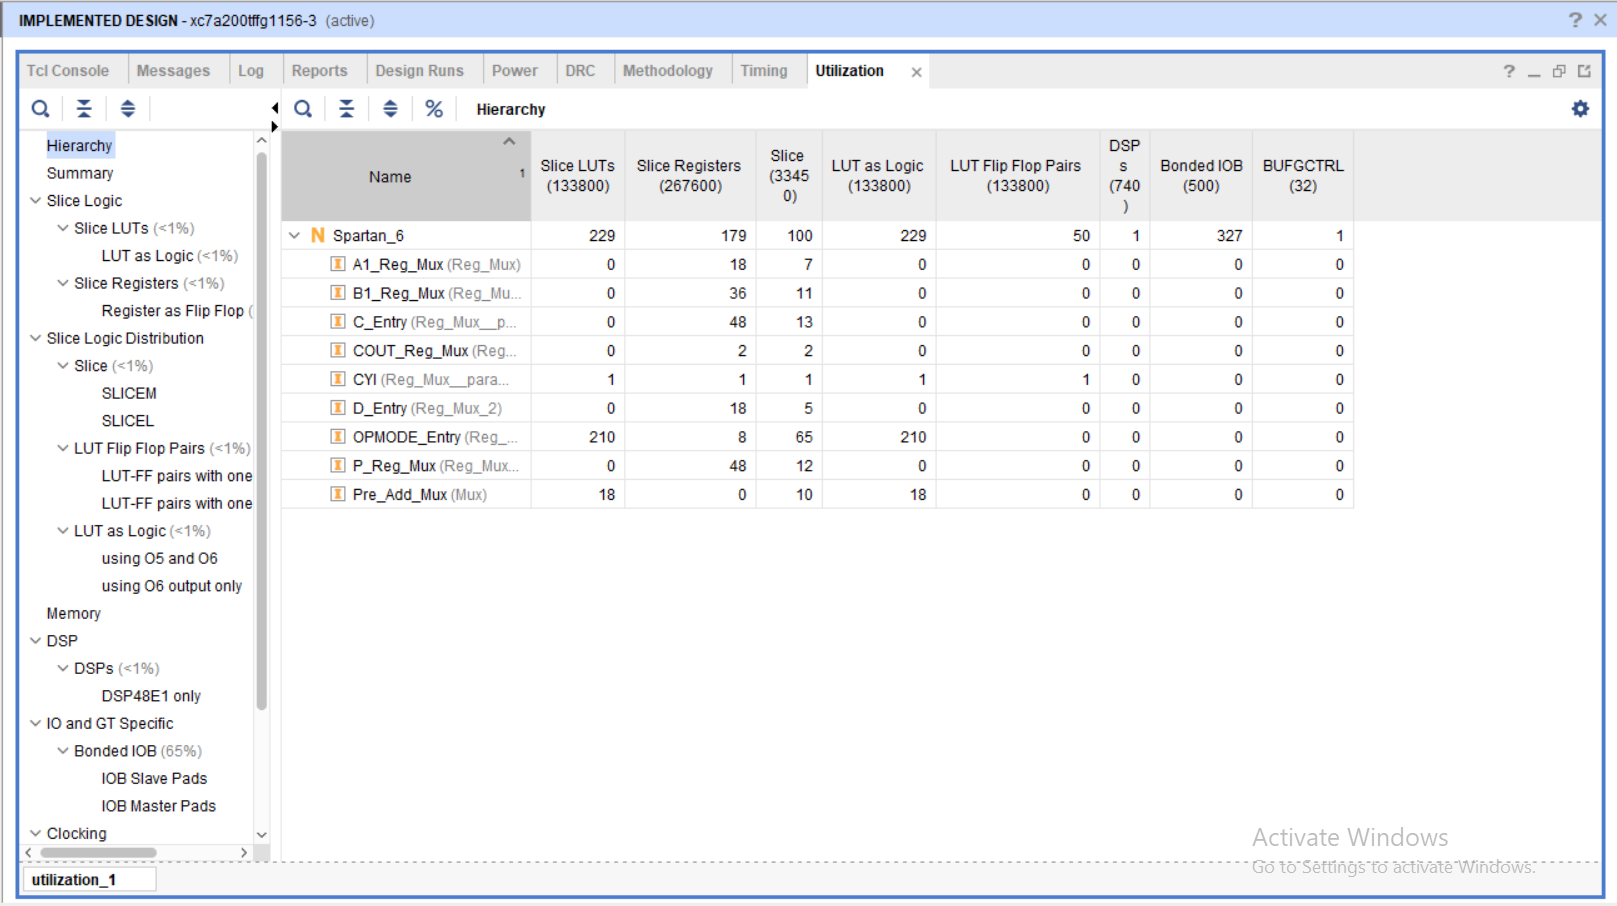 IMPLEMENTED DESIGN - xc7a200tffg1156-3 (active)
Tcl Console Messages Log Reports Design Runs Power DRC Methodology Timing Utilization
Hierarchy
Hierarchy
Summary
Slice Logic
Slice LUTs (<1%)
LUT as Logic (<1%)
Slice Registers (<1%)
Register as Flip Flop (
Slice Logic Distribution
Slice (<1%)
SLICEM
SLICEL
LUT Flip Flop Pairs (<1%)
LUT-FF pairs with one
LUT-FF pairs with one
LUT as Logic (<1%)
using O5 and O6
using O6 output only
Memory
DSP
DSPs (<1%)
DSP48E1 only
IO and GT Specific
Bonded IOB (65%)
IOB Slave Pads
IOB Master Pads
Clocking
Name 1 Slice LUTs (133800) Slice Registers (267600) Slice (33450) LUT as Logic (133800) LUT Flip Flop Pairs (133800) DSPs (740) Bonded IOB (500) BUFGCTRL (32)
N Spartan_6 229 179 100 229 50 1 327 1
I A1_Reg_Mux (Reg_Mux) 0 18 7 0 0 0 0 0
I B1_Reg_Mux (Reg_Mu... 0 36 11 0 0 0 0 0
I C_Entry (Reg_Mux__p... 0 48 13 0 0 0 0 0
I COUT_Reg_Mux (Reg... 0 2 2 0 0 0 0 0
I CYI (Reg_Mux__para... 1 1 1 1 1 0 0 0
I D_Entry (Reg_Mux_2) 0 18 5 0 0 0 0 0
I OPMODE_Entry (Reg_... 210 8 65 210 0 0 0 0
I P_Reg_Mux (Reg_Mux... 0 48 12 0 0 0 0 0
I Pre_Add_Mux (Mux) 18 0 10 18 0 0 0 0
Activate Windows
Go to Settings to activate Windows.
utilization_1